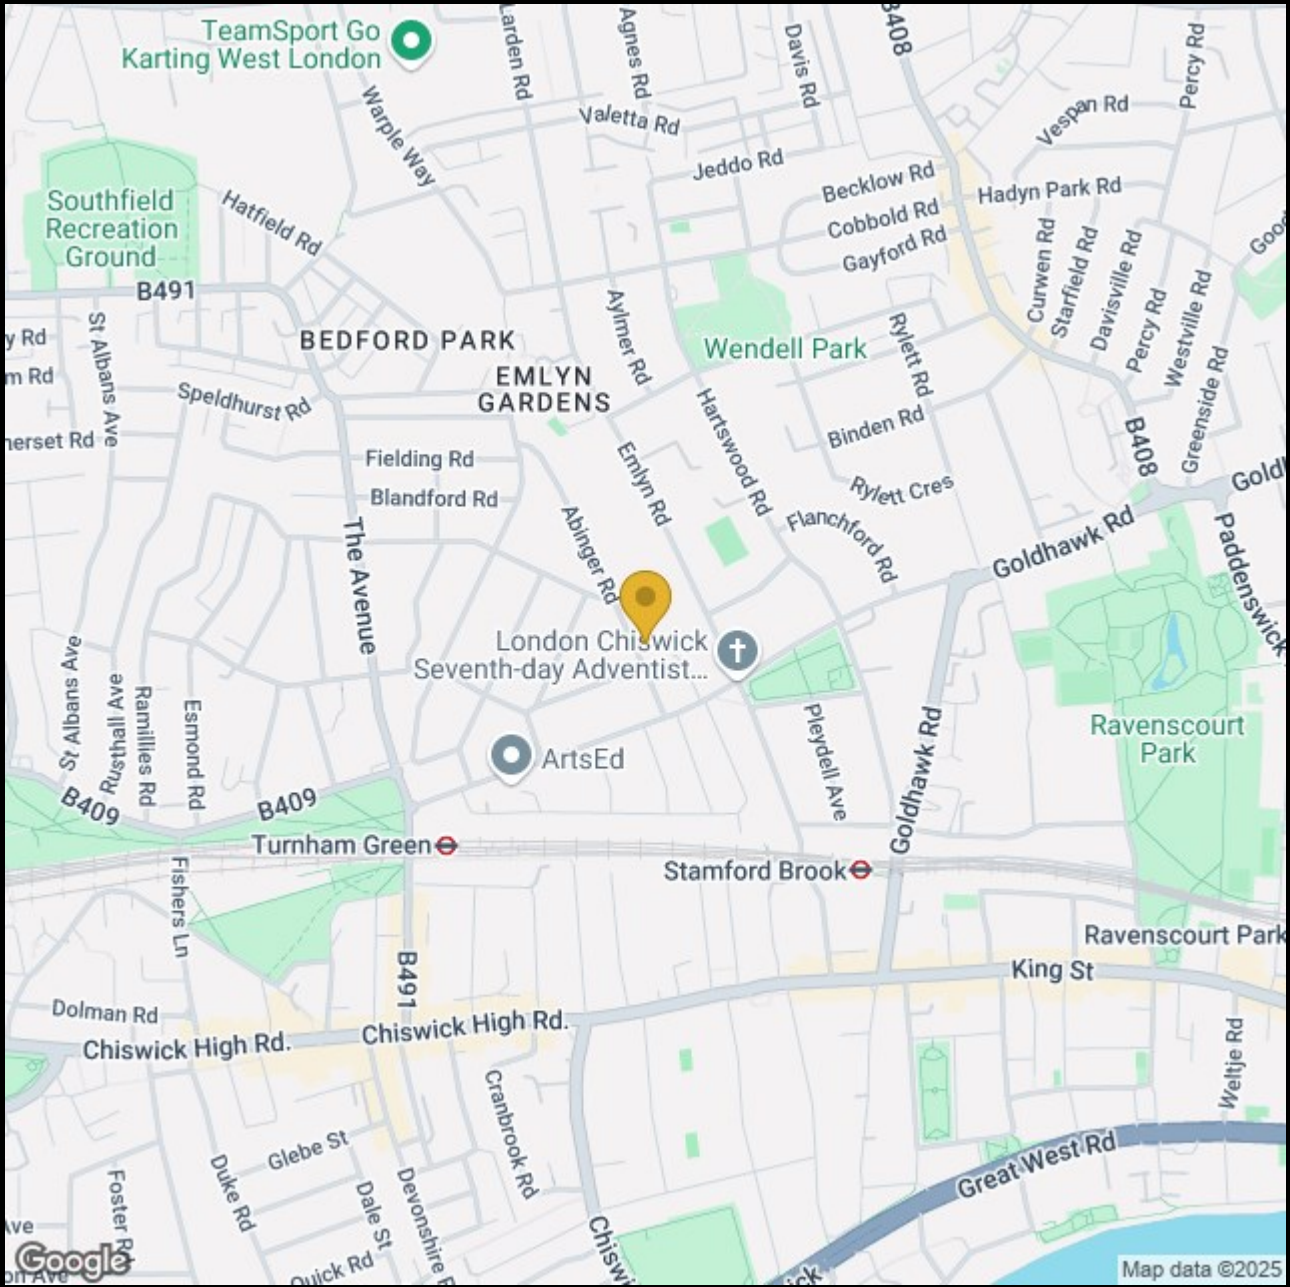 TeamSport Go
Karting West London
Larden Rd
Agnes Rd
Davis Rd
B408
Percy Rd
Warple Way
Valetta Rd
Vespan Rd
Jeddo Rd
Becklow Rd
Hadyn Park Rd
Southfield
Recreation
Ground
Hatfield Rd
Cobbold Rd
Gayford Rd
Curwen Rd
Starfield Rd
Davisville Rd
Percy Rd
Westville Rd
Greenside Rd
B491
St Albans Ave
BEDFORD PARK
Aylmer Rd
Wendell Park
Rylett Rd
EMLYN
GARDENS
Speldhurst Rd
Hartswood Rd
Binden Rd
B408
Fielding Rd
Blandford Rd
Emlyn Rd
Rylett Cres
Flanchford Rd
Abinger Rd
The Avenue
Goldhawk Rd
Paddenswick
London Chiswick
Seventh-day Adventist...
St Albans Ave
Rusthall Ave
Ramillies Rd
Esmond Rd
Pleydell Ave
Goldhawk Rd
Ravenscourt
Park
ArtsEd
B409
B409
Turnham Green
Stamford Brook
Fishers Ln
B491
Ravenscourt Park
King St
Dolman Rd
Chiswick High Rd.
Chiswick High Rd.
Weltje Rd
Cranbrook Rd
Glebe St
Great West Rd
Foster Rd
Duke Rd
Dale St
Devonshire
Quick Rd
Google
Map data ©2025